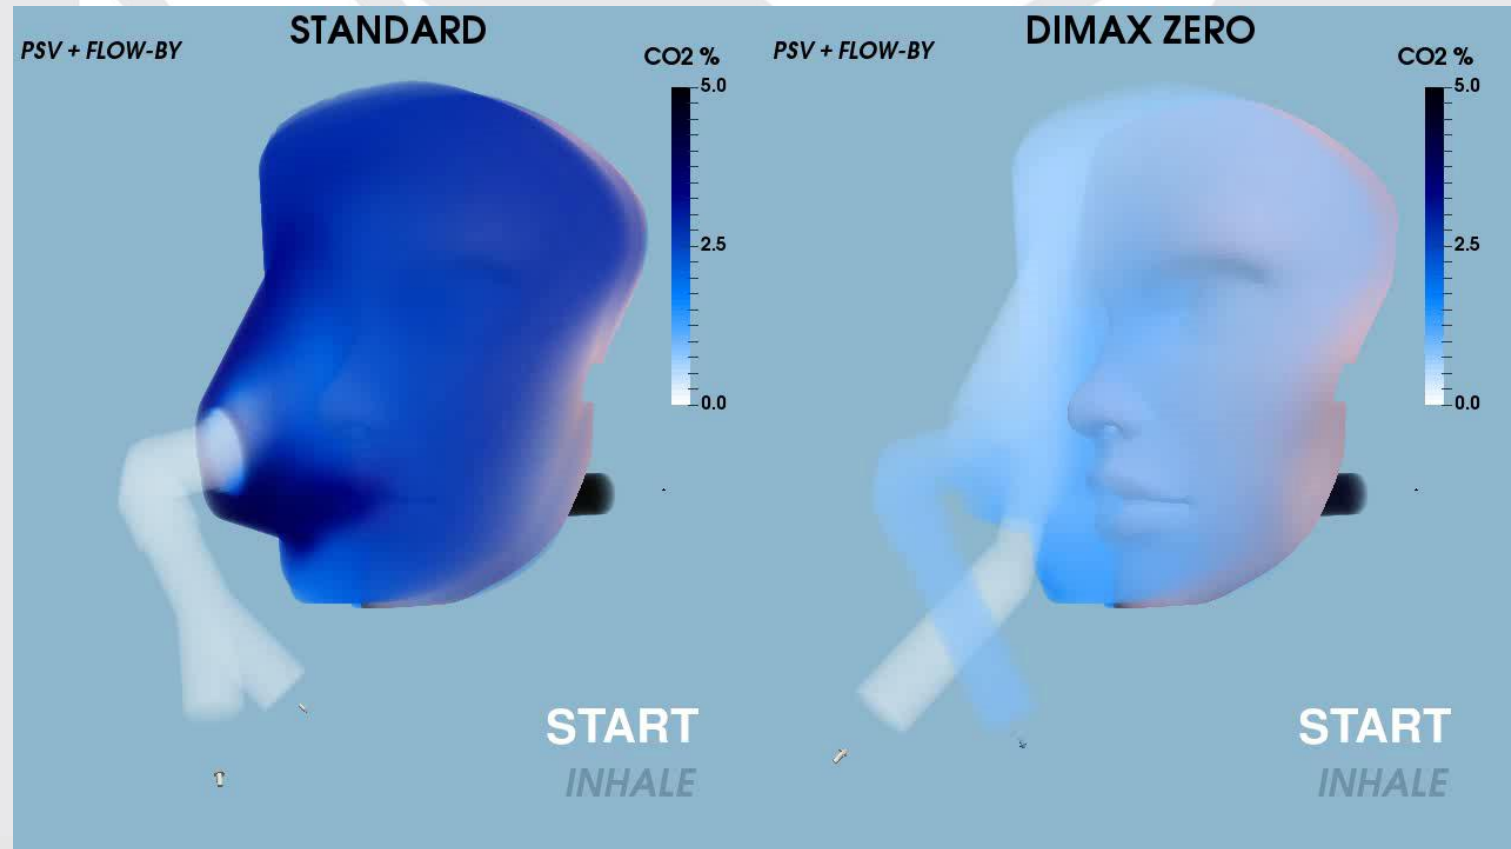 STANDARD
PSV + FLOW-BY
CO2 %
5.0
2.5
0.0
START
INHALE
DIMAX ZERO
PSV + FLOW-BY
CO2 %
5.0
2.5
0.0
START
INHALE